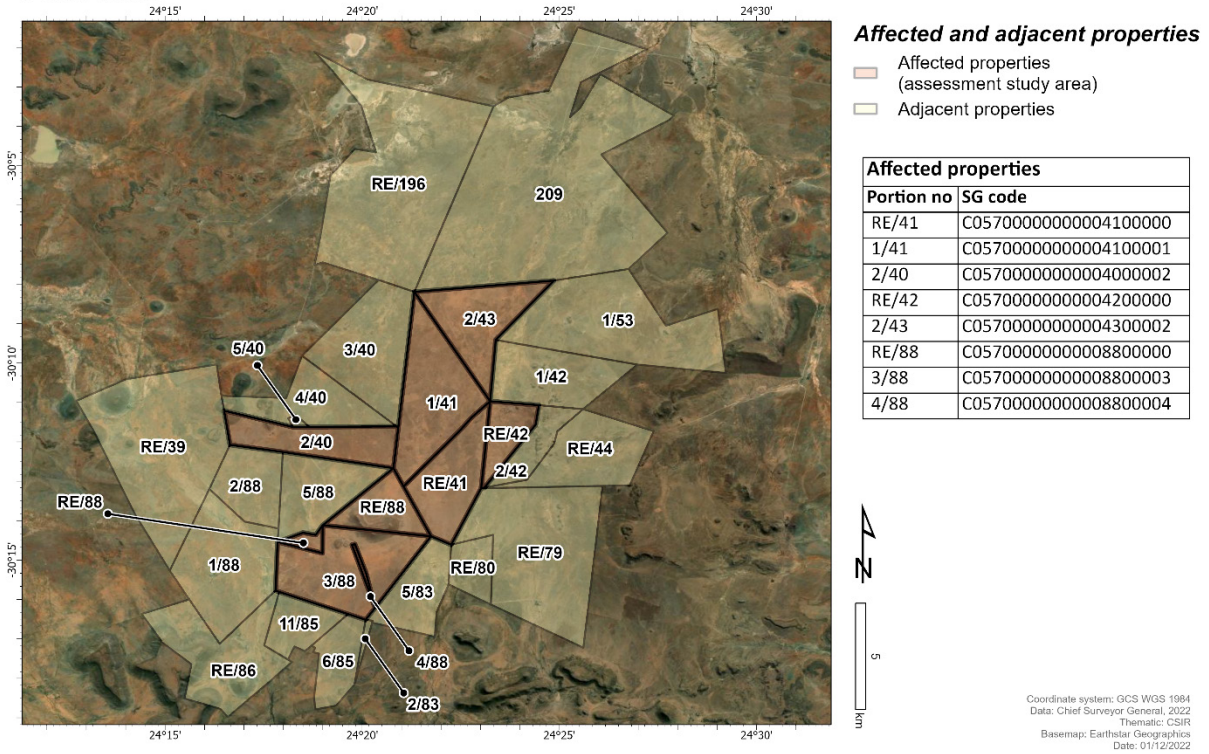 24°15' 24°20' 24°25' 24°30'
-30°5'
-30°10'
-30°15'
RE/196
209
2/43
1/53
3/40
5/40
1/42
4/40
1/41
RE/42
2/40
RE/39
RE/44
2/42
2/88
5/88
RE/41
RE/88
RE/88
RE/79
1/88
3/88
RE/80
5/83
11/85
6/85
4/88
RE/86
2/83
24°15' 24°20' 24°25' 24°30'
Affected and adjacent properties
Affected properties
(assessment study area)
Adjacent properties
Affected properties
Portion no SG code
RE/41 C05700000000004100000
1/41 C05700000000004100001
2/40 C05700000000004000002
RE/42 C05700000000004200000
2/43 C05700000000004300002
RE/88 C05700000000008800000
3/88 C05700000000008800003
4/88 C05700000000008800004
N
5
km
Coordinate system: GCS WGS 1984
Data: Chief Surveyor General, 2022
Thematic: CSIR
Basemap: Earthstar Geographics
Date: 01/12/2022